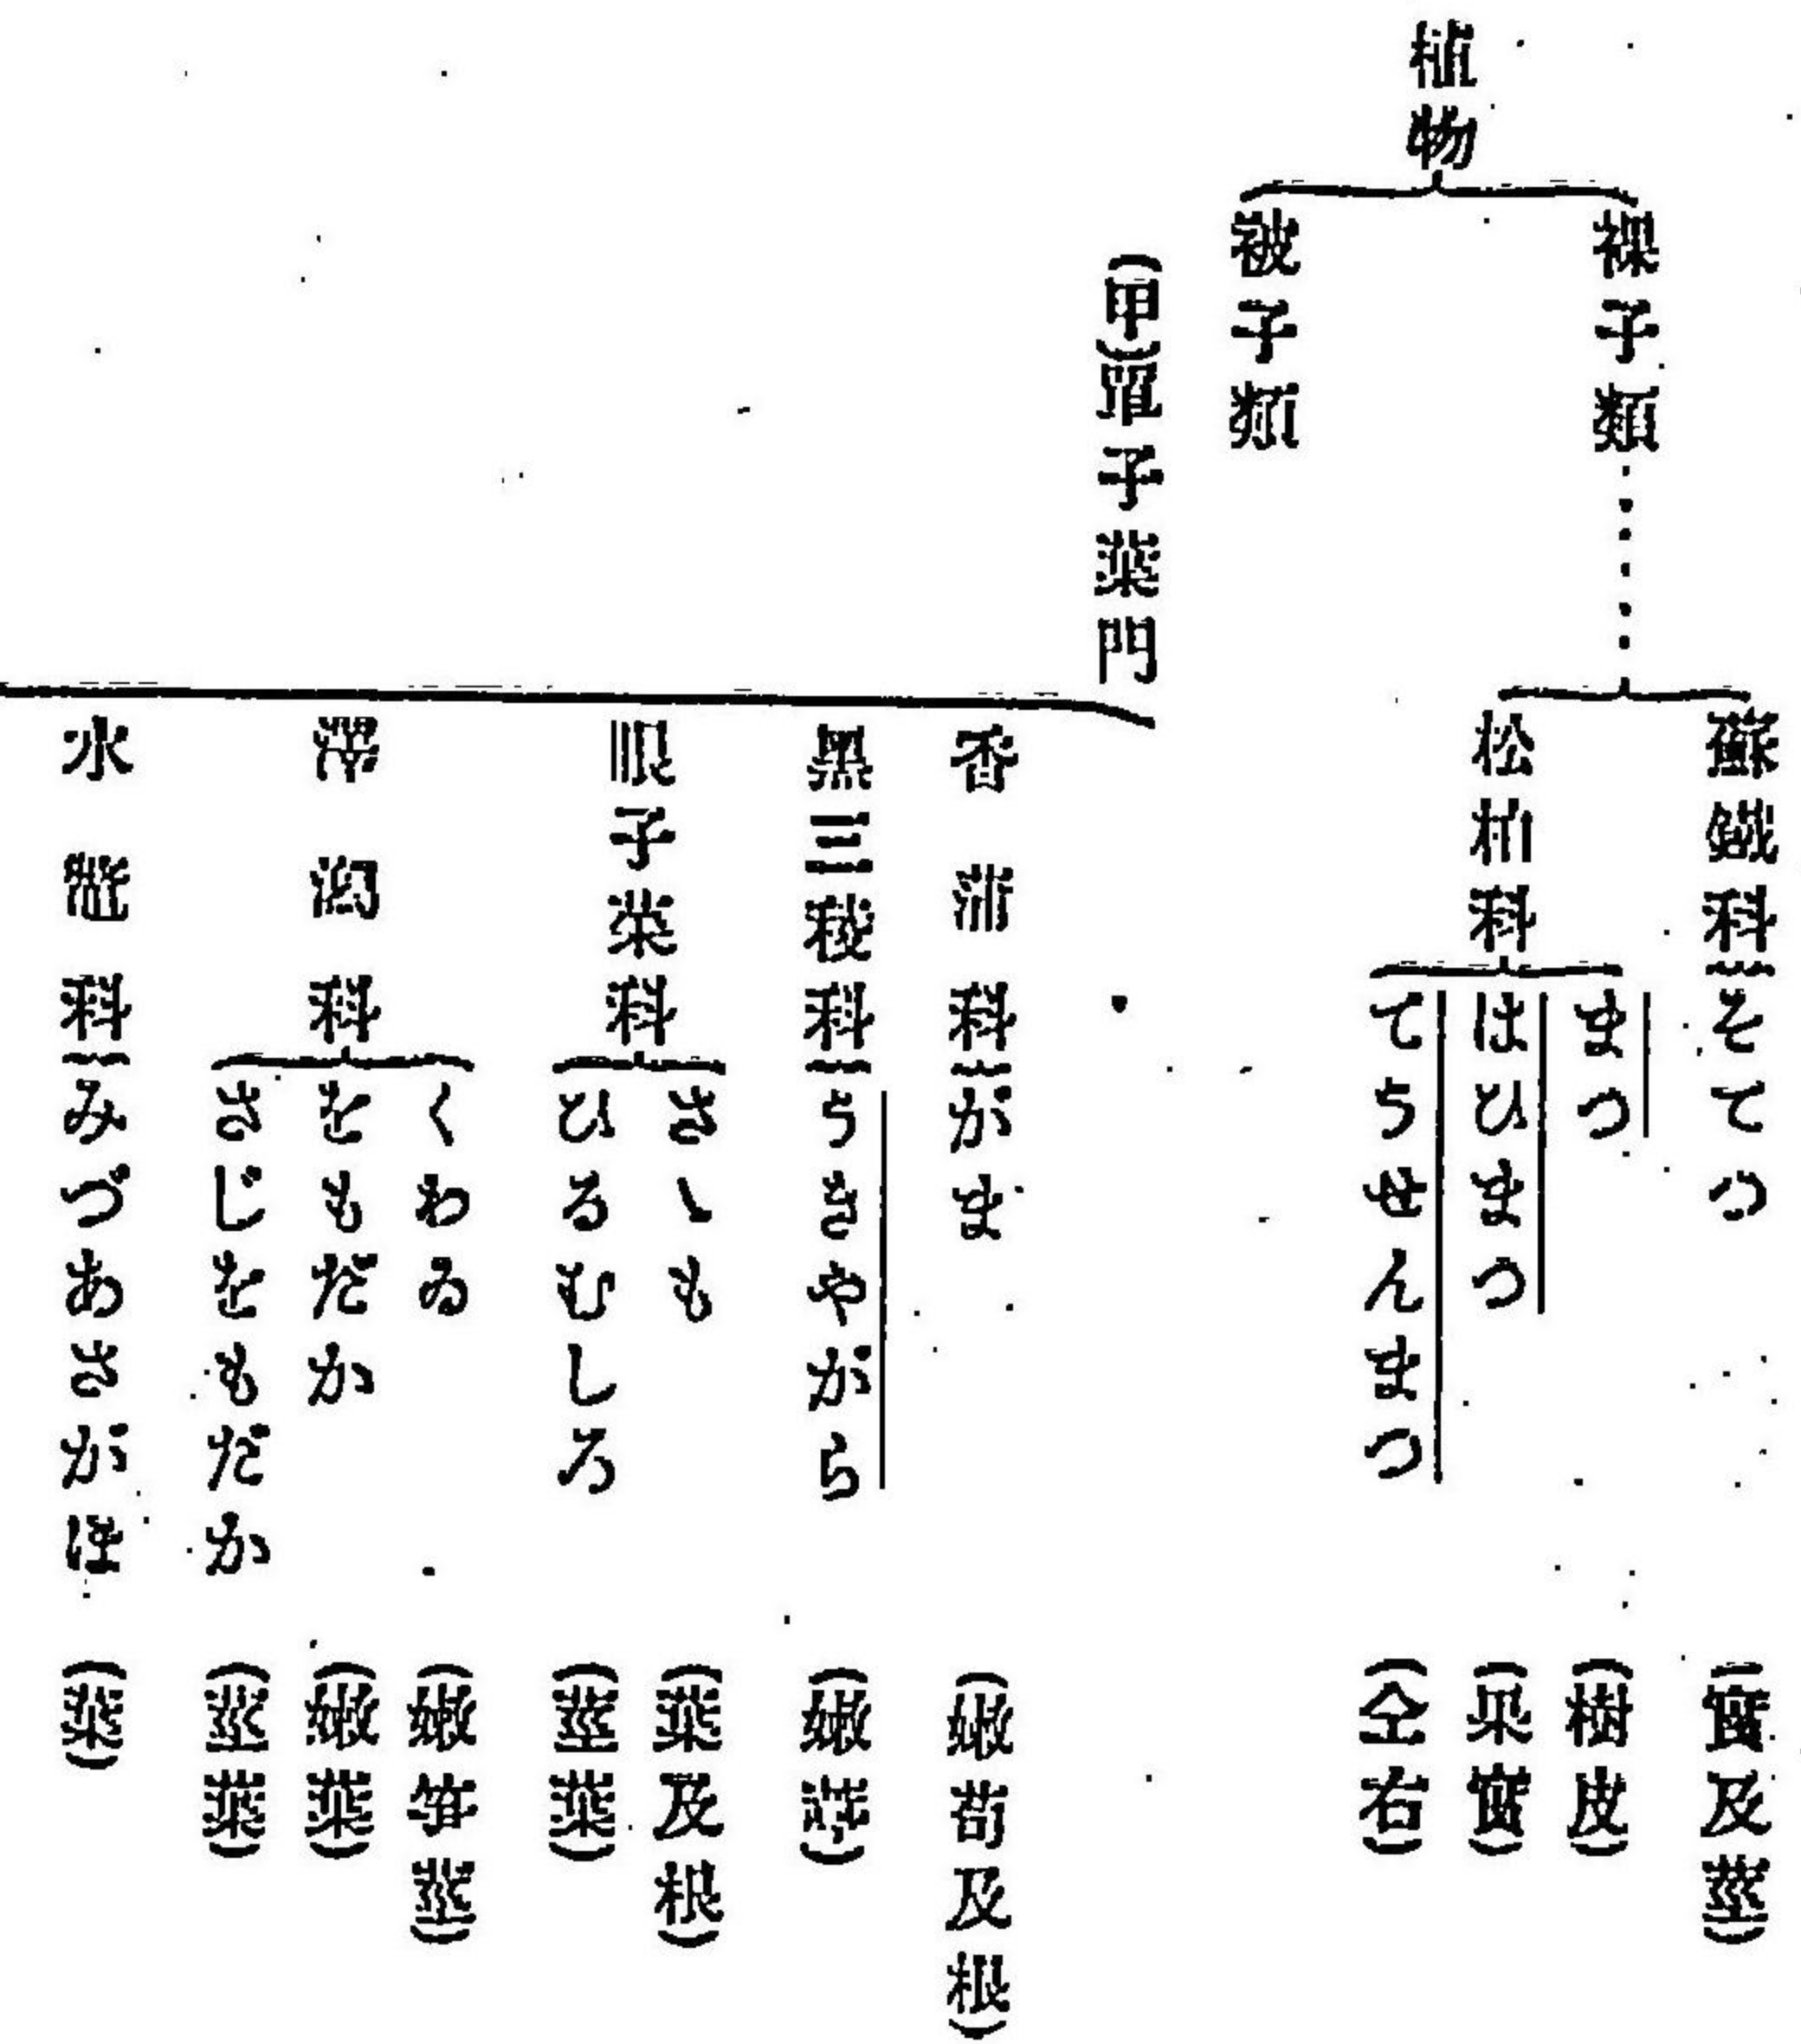 植物
裸子類……
蘇鐵科
そてつ
(實及莖)
松柏科
まつ
(樹皮)
はひまつ
(果實)
てうせんまつ
(仝右)
被子類
(甲)單子葉門
香蒲科
がま
(嫩苟及根)
黑三稜科
うきやがら
(嫩芽)
眼子菜科
さゝも
(葉及根)
ひるむしろ
(莖葉)
澤瀉科
くわゐ
(嫩笋莖)
をもだか
(嫩葉)
さじをもだか
(莖葉)
水鼈科
みづあさがほ
(葉)